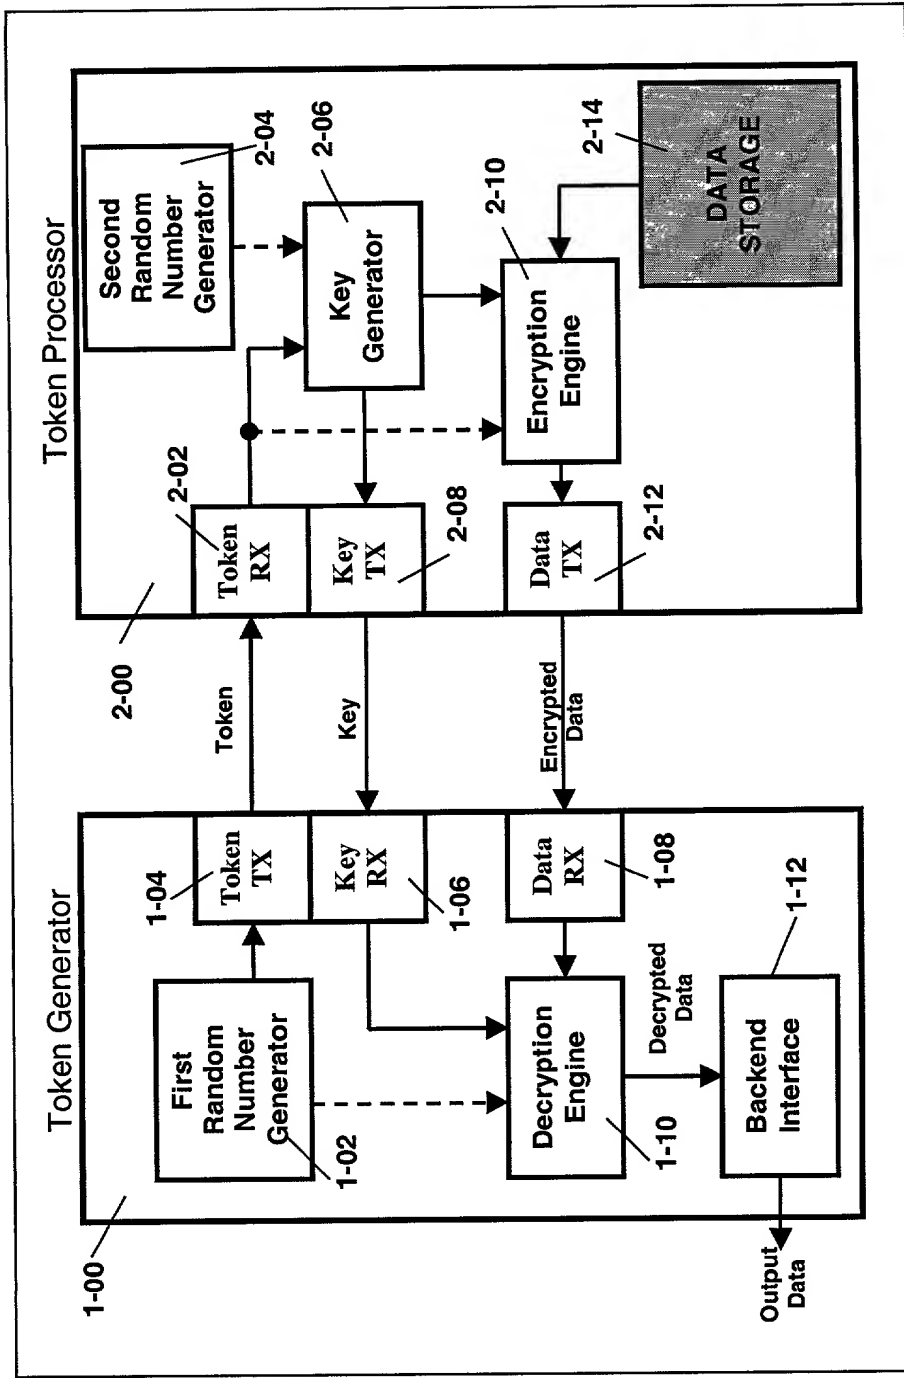 Token Generator
1-00
First
Random
Number
Generator
1-02
1-04
Token
TX
Key
RX
1-06
Data
RX
1-08
Decryption
Engine
1-10
Decrypted
Data
1-12
Backend
Interface
Output
Data
Token
Key
Encrypted
Data
Token Processor
2-00
Token
RX
2-02
Key
TX
2-08
Data
TX
2-12
Second
Random
Number
Generator
2-04
Key
Generator
2-06
Encryption
Engine
2-10
DATA
STORAGE
2-14